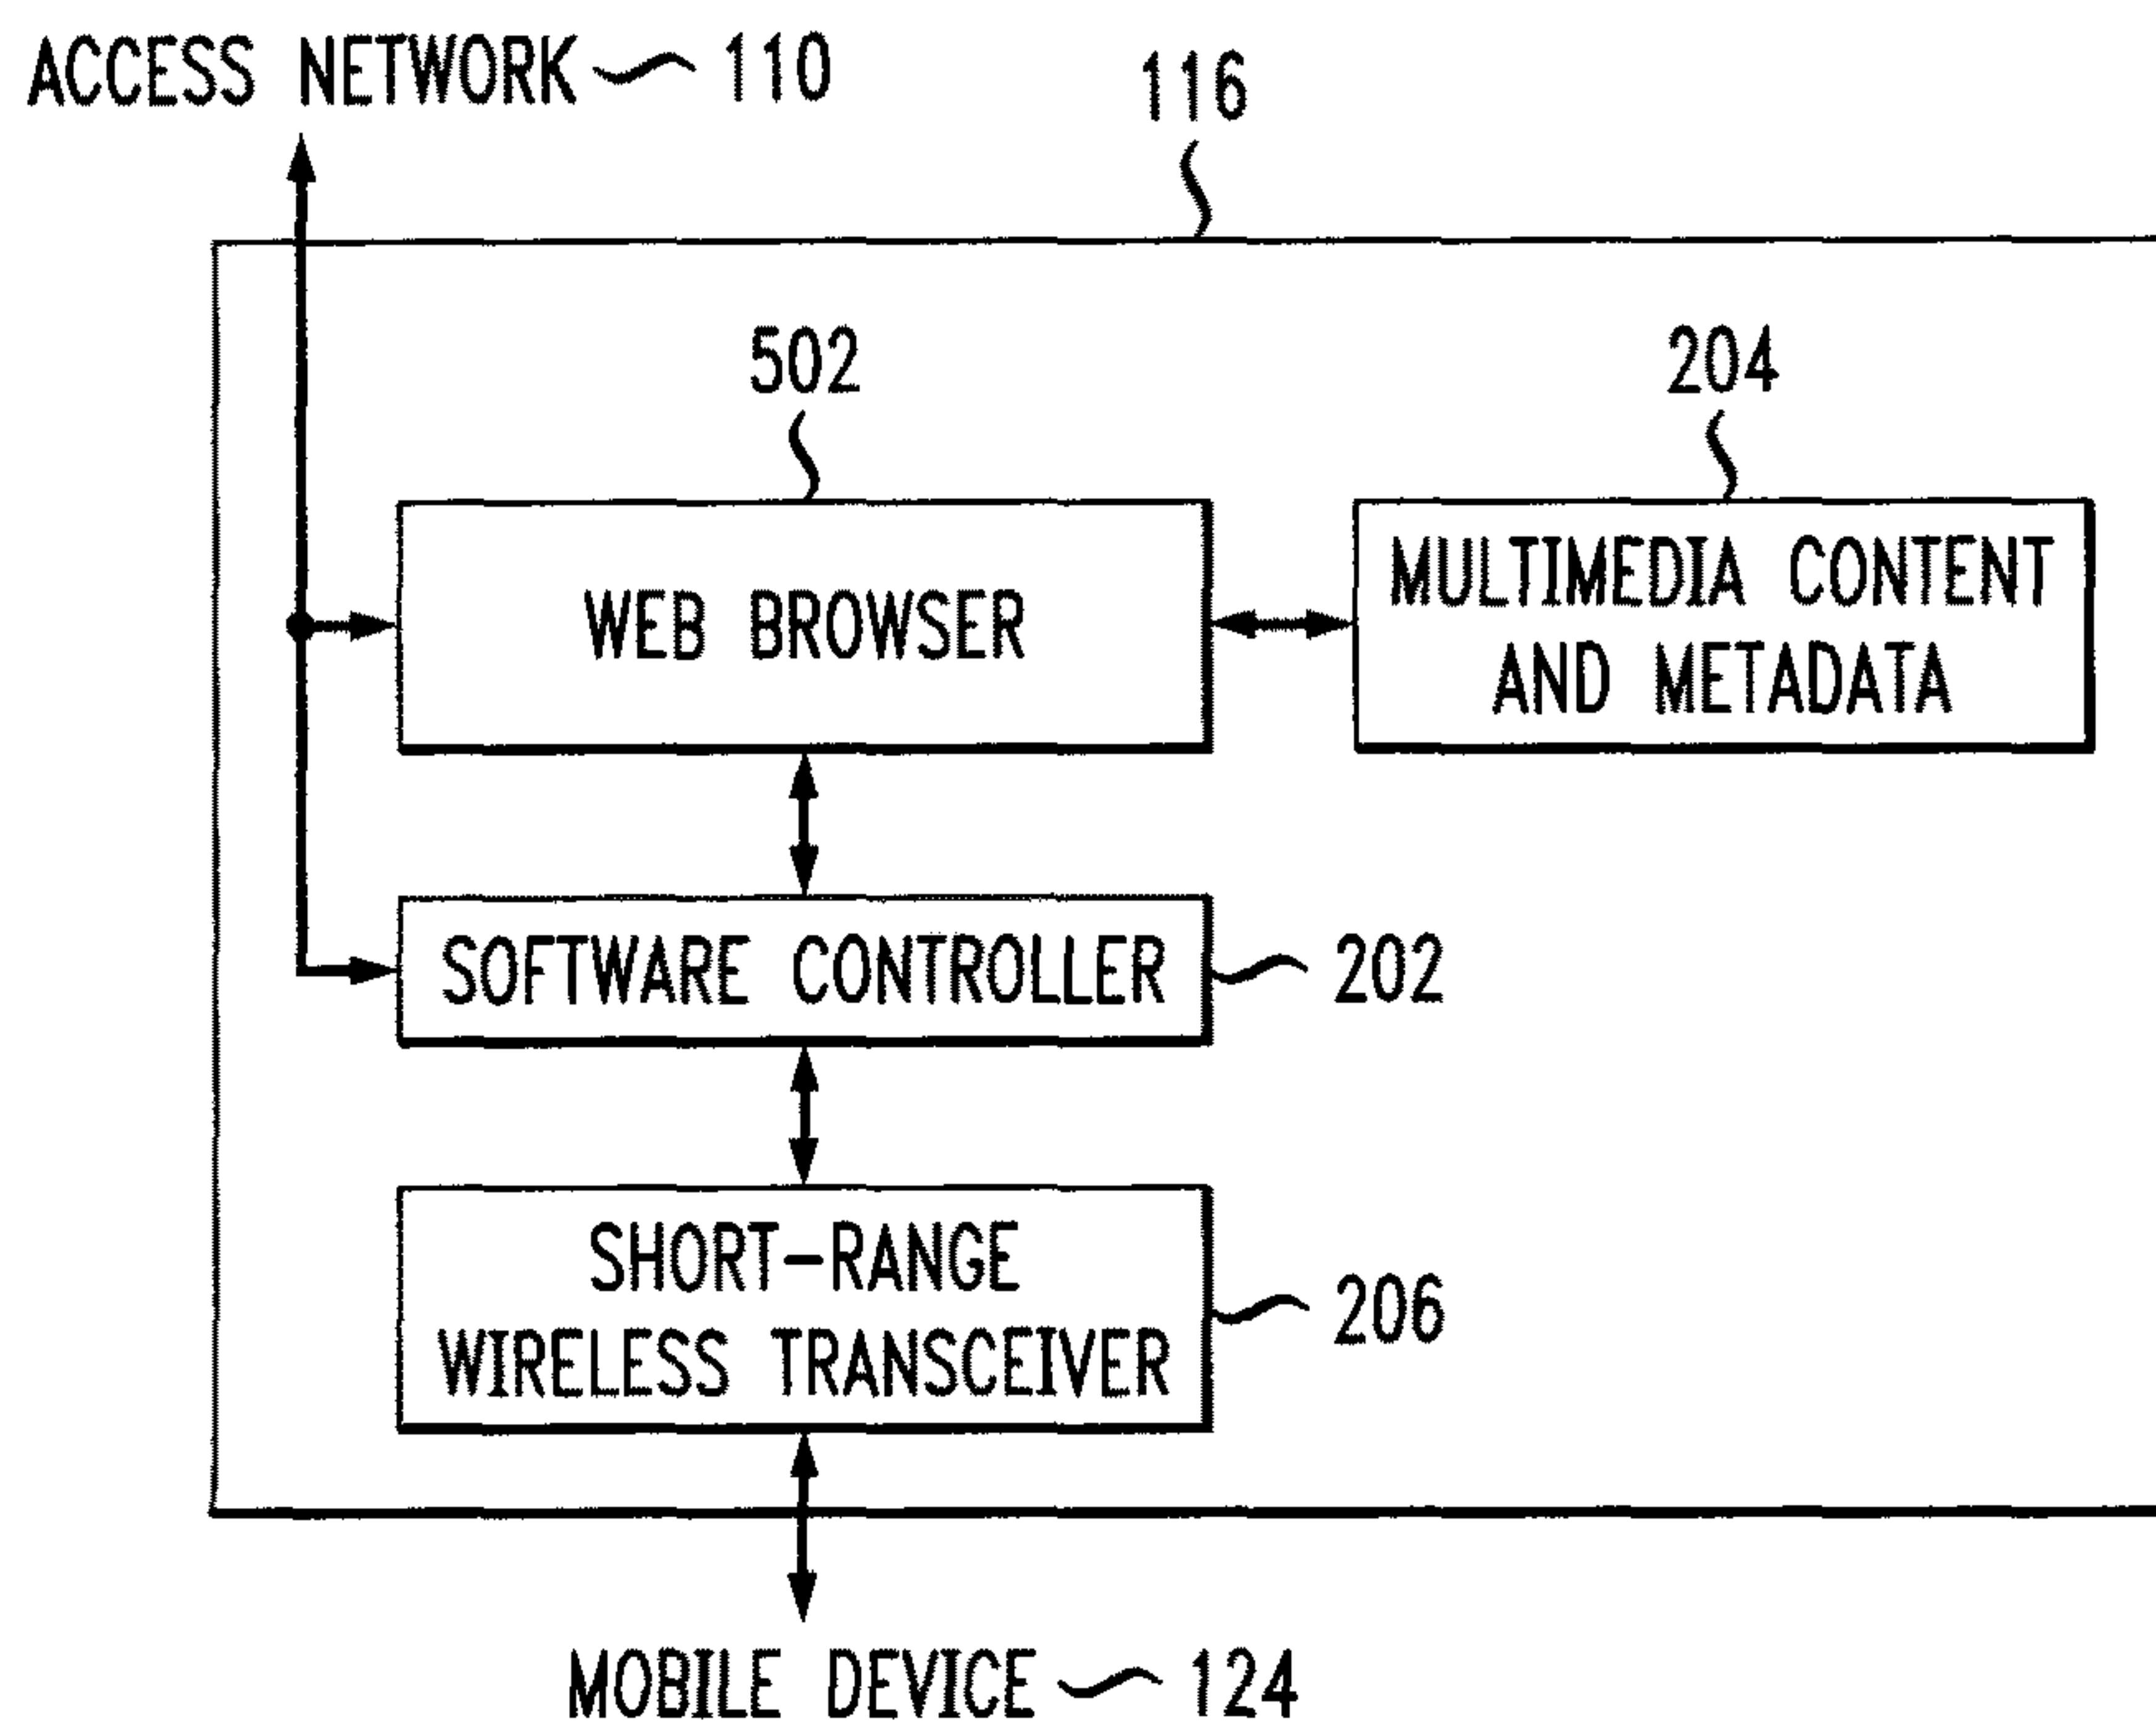 ACCESS NETWORK 110
116
502
204
WEB BROWSER
MULTIMEDIA CONTENT
AND METADATA
SOFTWARE CONTROLLER
202
SHORT-RANGE
WIRELESS TRANSCEIVER
206
MOBILE DEVICE 124